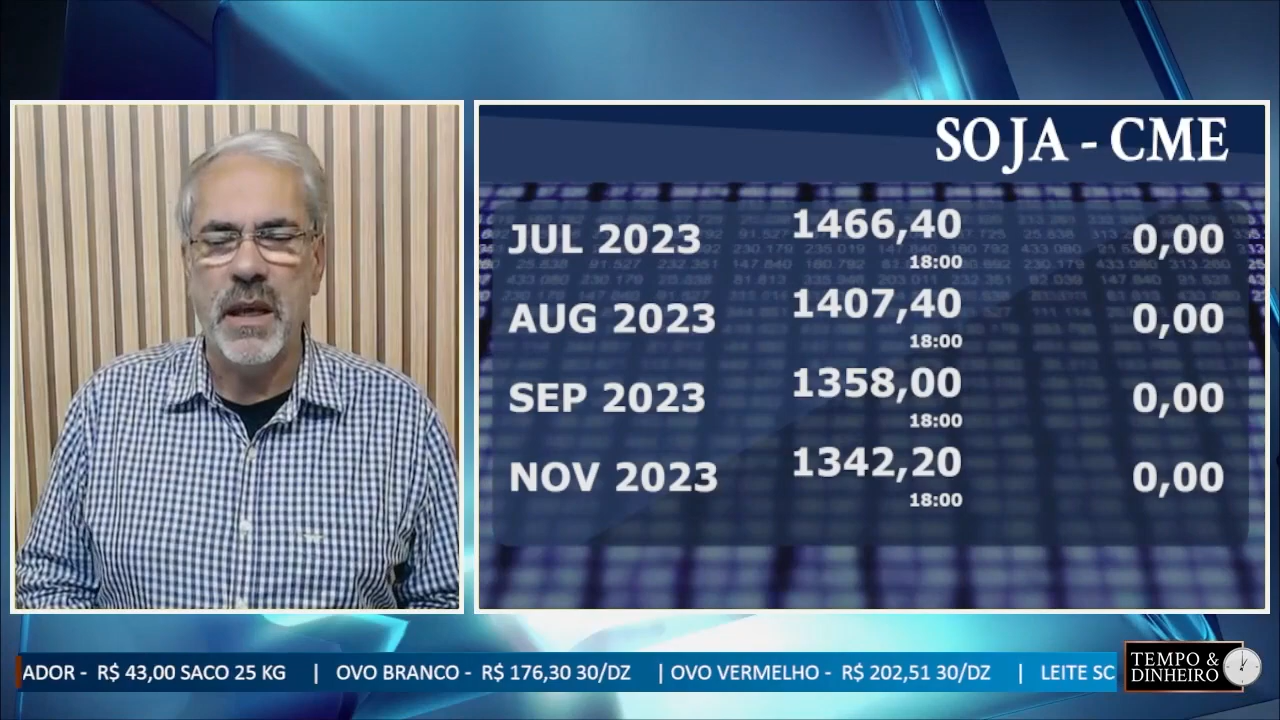 SOJA - CME
JUL 2023 1466,40 0,00
18:00
AUG 2023 1407,40 0,00
18:00
SEP 2023 1358,00 0,00
18:00
NOV 2023 1342,20 0,00
18:00
ADOR - R$ 43,00 SACO 25 KG | OVO BRANCO - R$ 176,30 30/DZ | OVO VERMELHO - R$ 202,51 30/DZ | LEITE SC
TEMPO &
DINHEIRO